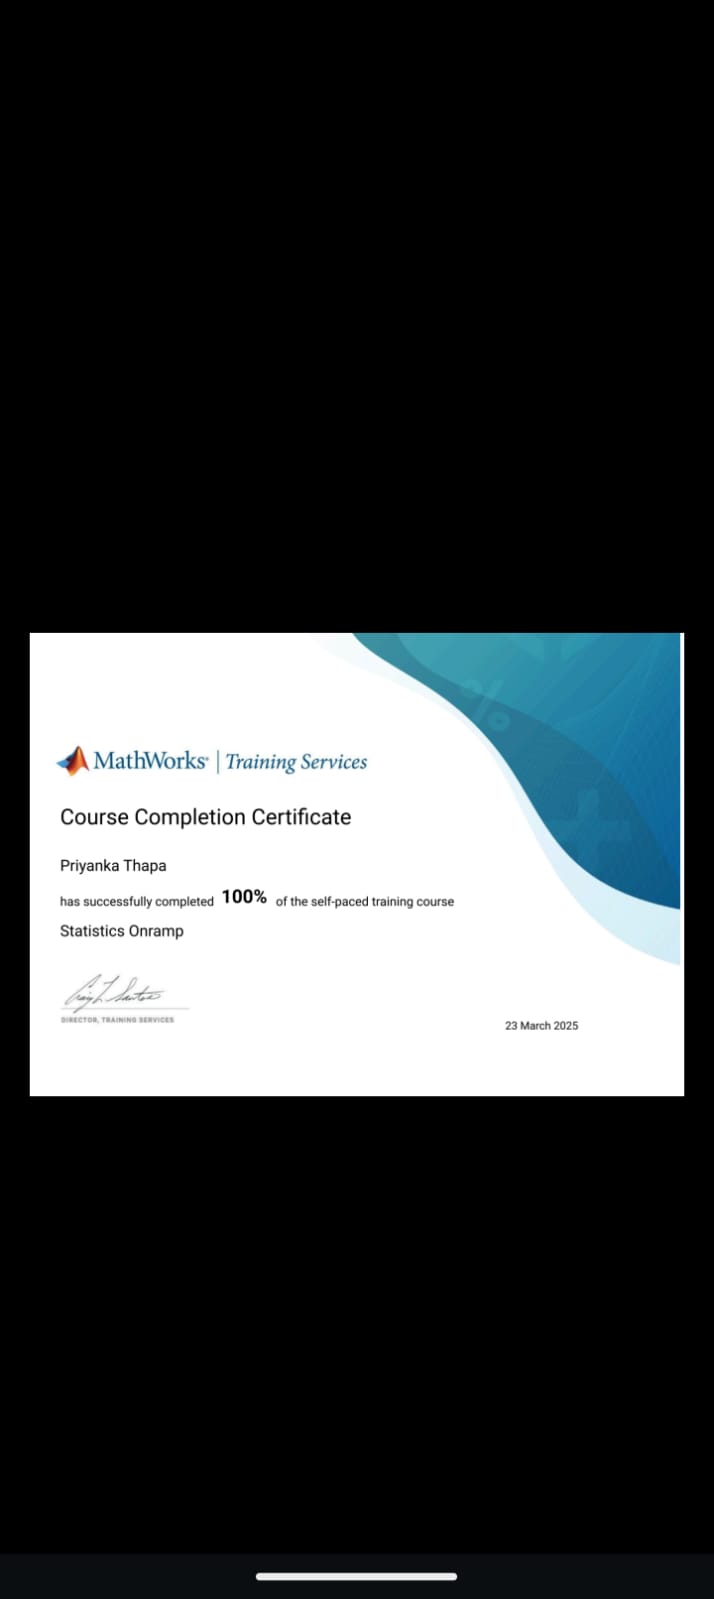 MathWorks® | Training Services
Course Completion Certificate
Priyanka Thapa
has successfully completed 100% of the self-paced training course
Statistics Onramp
DIRECTOR, TRAINING SERVICES
23 March 2025